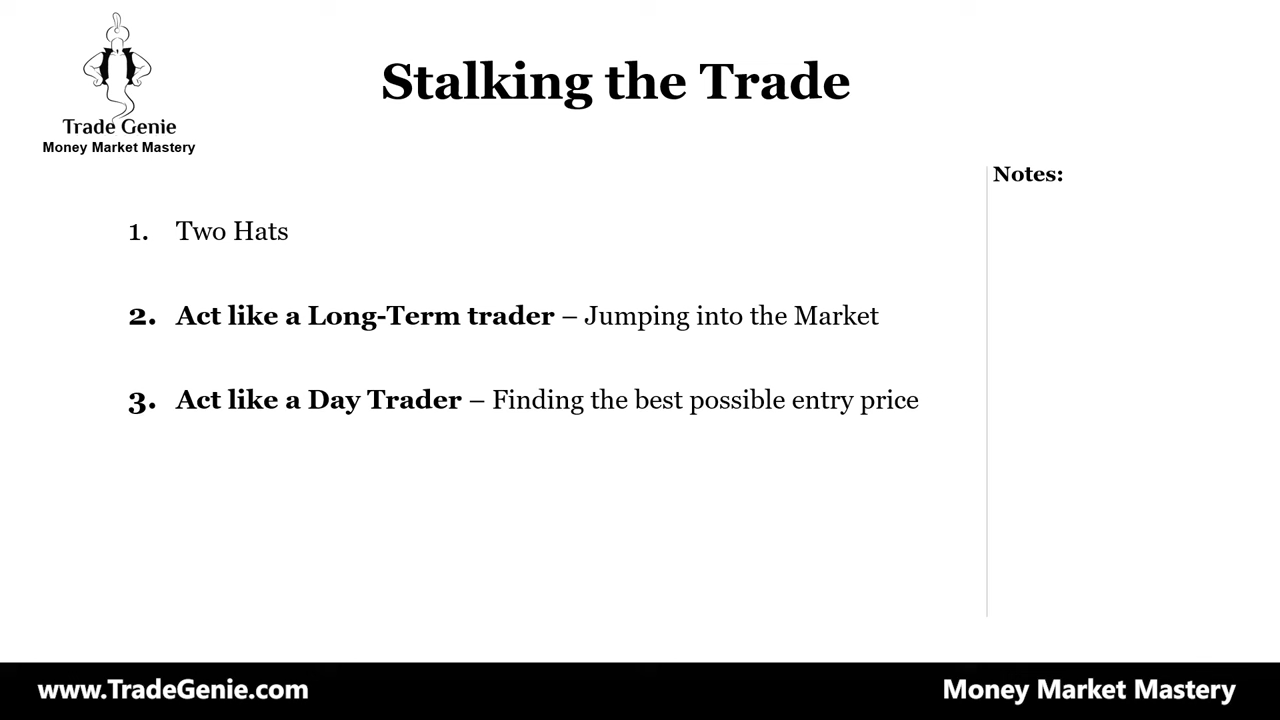 Trade Genie
Money Market Mastery
Stalking the Trade
Notes:
1. Two Hats
2. Act like a Long-Term trader – Jumping into the Market
3. Act like a Day Trader – Finding the best possible entry price
www.TradeGenie.com
Money Market Mastery